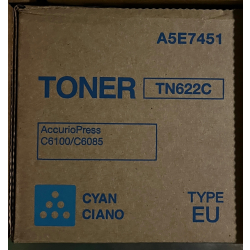 A5E7451
TONER TN622C
AccurioPress
C6100/C6085
CYAN TYPE
CIANO EU